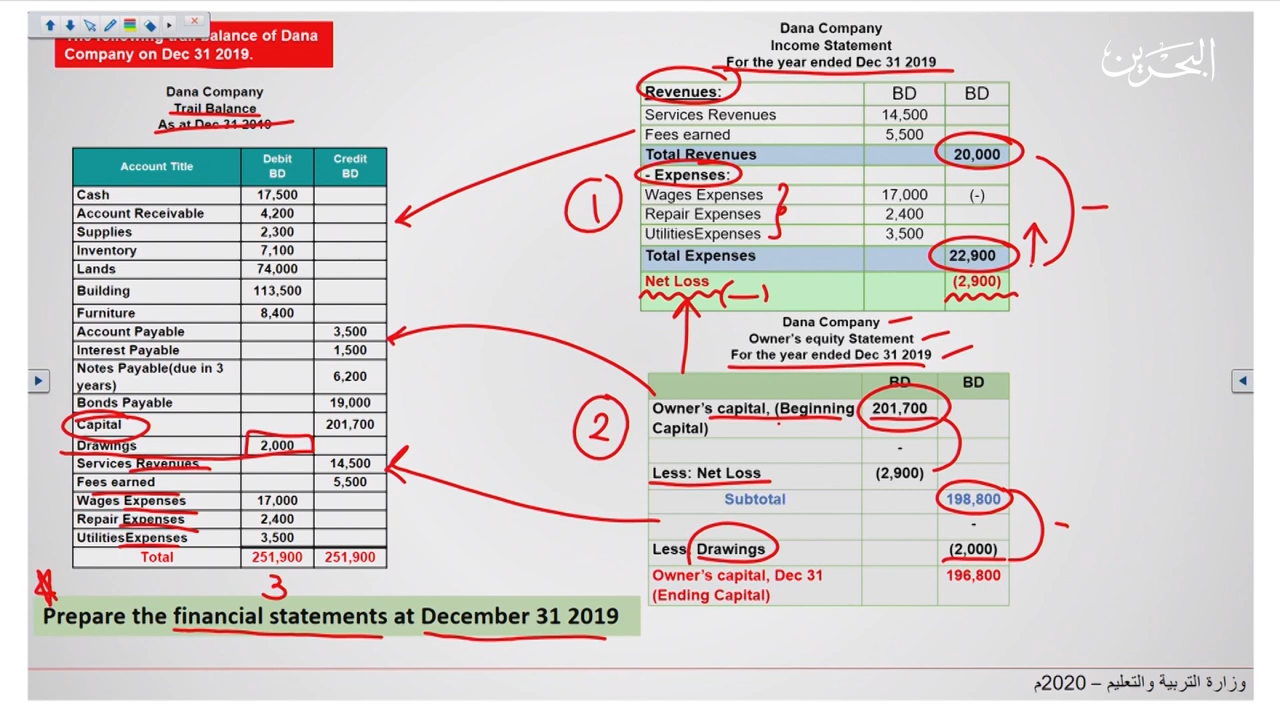 The following trail balance of Dana
Company on Dec 31 2019.
Dana Company
Trail Balance
As at Dec 31 2019
Account Title Debit BD Credit BD
Cash 17,500
Account Receivable 4,200
Supplies 2,300
Inventory 7,100
Lands 74,000
Building 113,500
Furniture 8,400
Account Payable 3,500
Interest Payable 1,500
Notes Payable(due in 3 years) 6,200
Bonds Payable 19,000
Capital 201,700
Drawings 2,000
Services Revenues 14,500
Fees earned 5,500
Wages Expenses 17,000
Repair Expenses 2,400
UtilitiesExpenses 3,500
Total 251,900 251,900
3
Prepare the financial statements at December 31 2019
Dana Company
Income Statement
For the year ended Dec 31 2019
Revenues: BD BD
Services Revenues 14,500
Fees earned 5,500
Total Revenues 20,000
- Expenses:
Wages Expenses 17,000 (-)
Repair Expenses 2,400
UtilitiesExpenses 3,500
Total Expenses 22,900
Net Loss (—) (2,900)
1
Dana Company
Owner's equity Statement
For the year ended Dec 31 2019
BD BD
Owner's capital, (Beginning 201,700
Capital)
-
Less: Net Loss (2,900)
Subtotal 198,800
-
Less Drawings (2,000)
Owner's capital, Dec 31 196,800
(Ending Capital)
2
البحرين
وزارة التربية والتعليم – 2020م